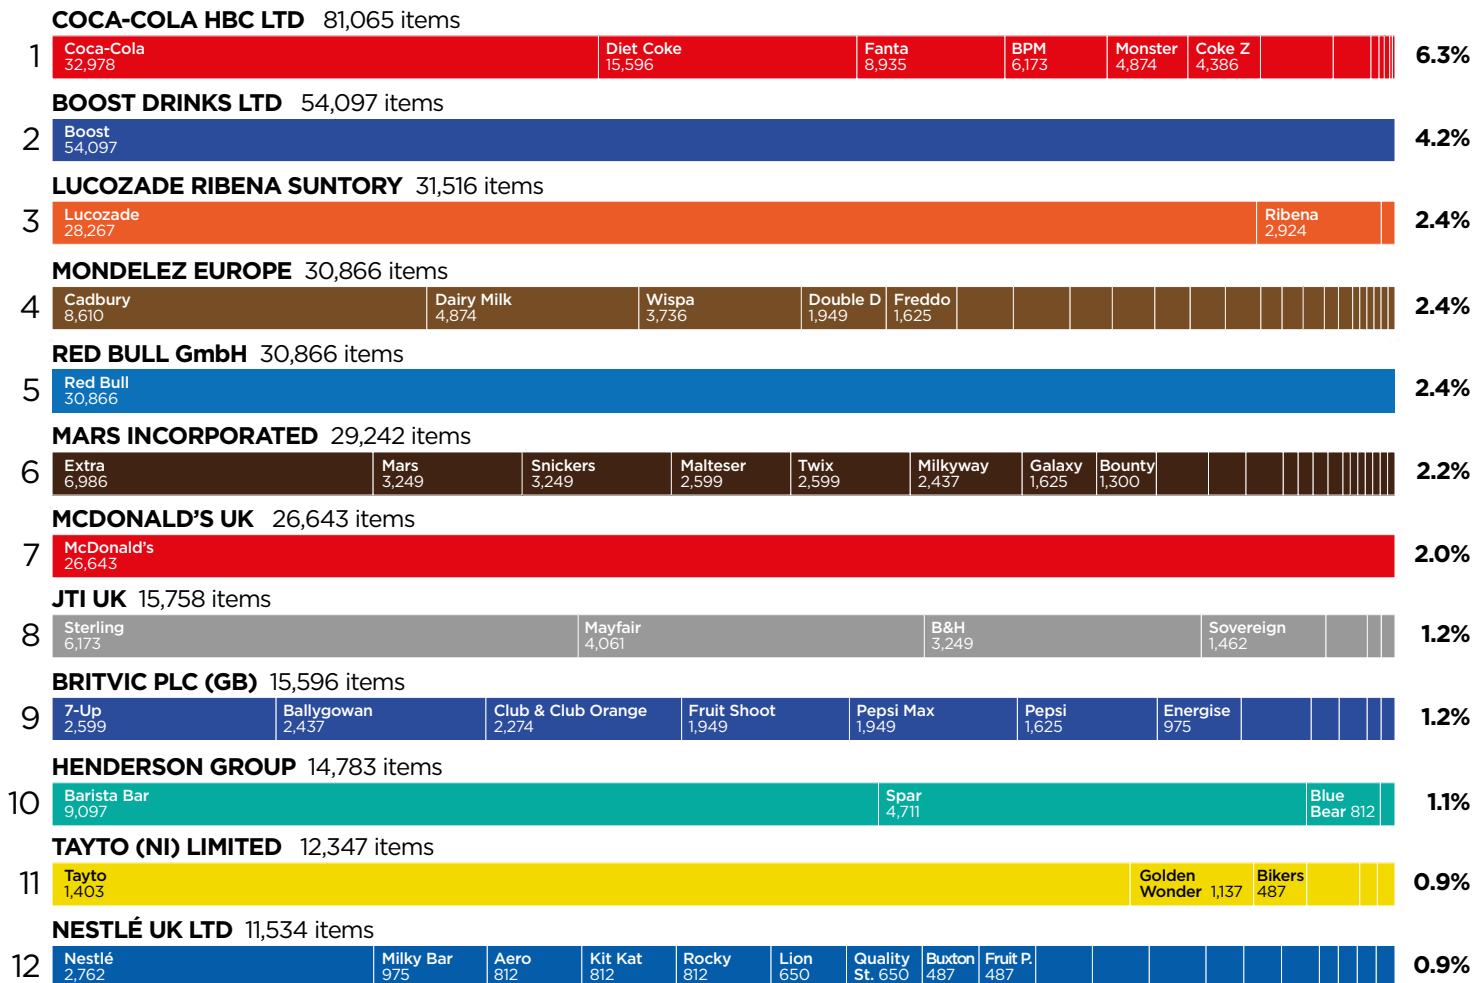 COCA-COLA HBC LTD 81,065 items
1 Coca-Cola Diet Coke Fanta BPM Monster Coke Z 6.3%
32,978 15,596 8,935 6,173 4,874 4,386
BOOST DRINKS LTD 54,097 items
2 Boost 4.2%
54,097
LUCOZADE RIBENA SUNTORY 31,516 items
3 Lucozade Ribena 2.4%
28,267 2,924
MONDELEZ EUROPE 30,866 items
4 Cadbury Dairy Milk Wispa Double D Freddo 2.4%
8,610 4,874 3,736 1,949 1,625
RED BULL GmbH 30,866 items
5 Red Bull 2.4%
30,866
MARS INCORPORATED 29,242 items
6 Extra Mars Snickers Malteser Twix Milkyway Galaxy Bounty 2.2%
6,986 3,249 3,249 2,599 2,599 2,437 1,625 1,300
MCDONALD'S UK 26,643 items
7 McDonald's 2.0%
26,643
JTI UK 15,758 items
8 Sterling Mayfair B&H Sovereign 1.2%
6,173 4,061 3,249 1,462
BRITVIC PLC (GB) 15,596 items
9 7-Up Ballygowan Club & Club Orange Fruit Shoot Pepsi Max Pepsi Energise 1.2%
2,599 2,437 2,274 1,949 1,949 1,625 975
HENDERSON GROUP 14,783 items
10 Barista Bar Spar Blue 1.1%
9,097 4,711 Bear 812
TAYTO (NI) LIMITED 12,347 items
11 Tayto Golden Bikers 0.9%
1,403 Wonder 1,137 487
NESTLÉ UK LTD 11,534 items
12 Nestlé Milky Bar Aero Kit Kat Rocky Lion Quality Buxton Fruit P. 0.9%
2,762 975 812 812 812 650 St. 650 487 487